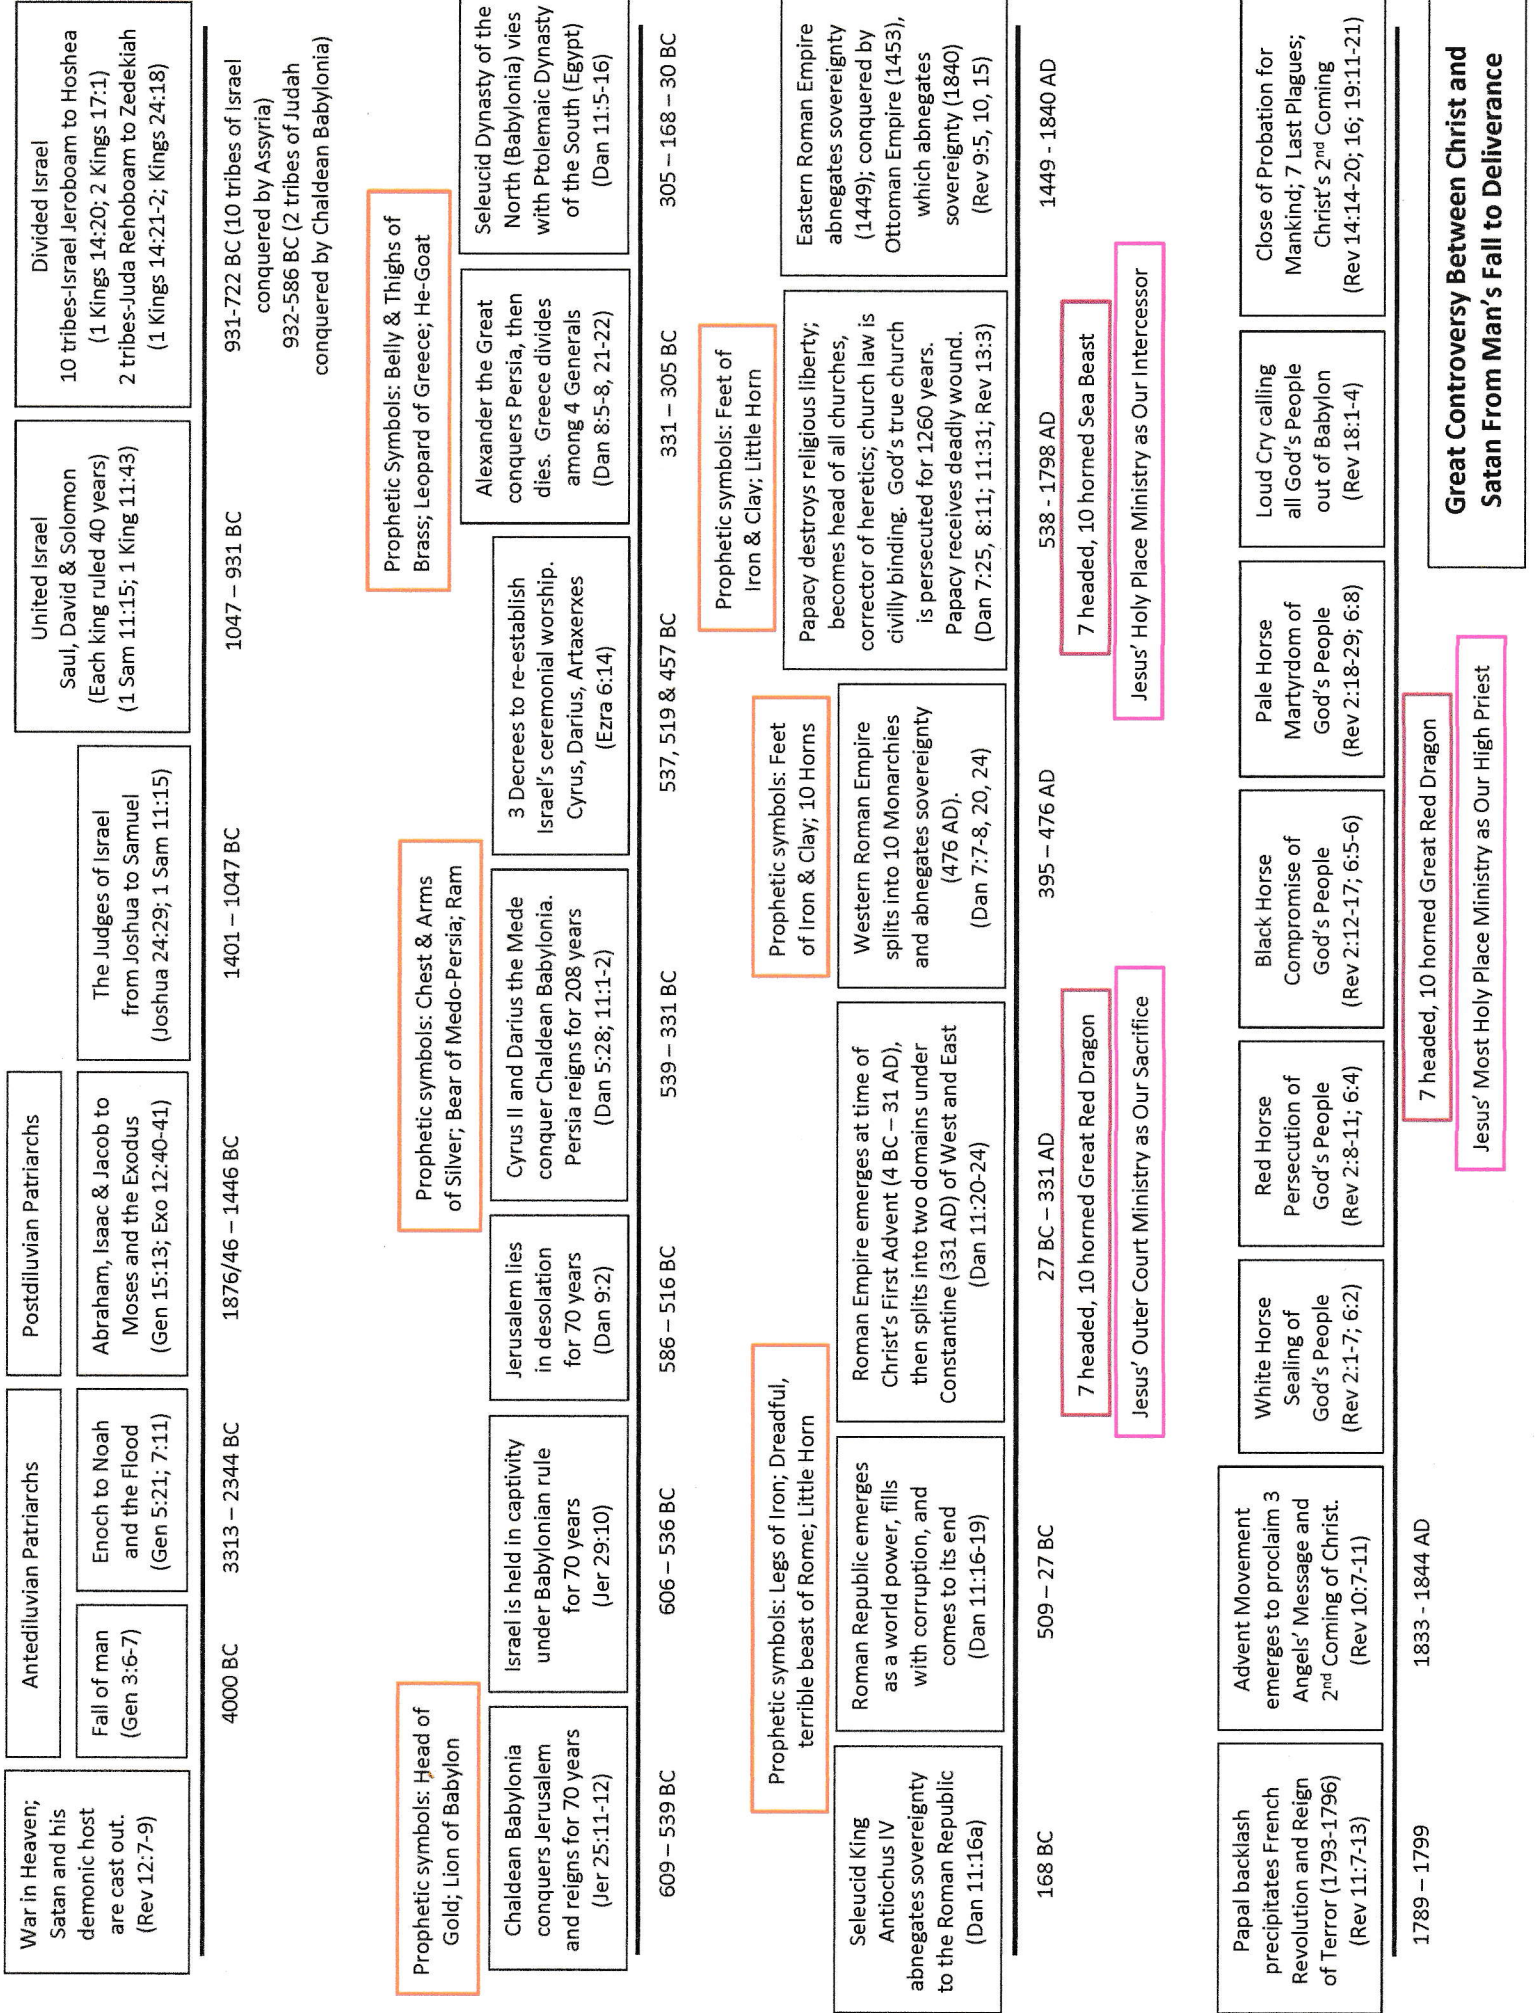 War in Heaven;
Satan and his
demonic host
are cast out.
(Rev 12:7-9)
Antediluvian Patriarchs
Fall of man
(Gen 3:6-7)
Enoch to Noah
and the Flood
(Gen 5:21; 7:11)
Postdiluvian Patriarchs
Abraham, Isaac & Jacob to
Moses and the Exodus
(Gen 15:13; Exo 12:40-41)
The Judges of Israel
from Joshua to Samuel
(Joshua 24:29; 1 Sam 11:15)
United Israel
Saul, David & Solomon
(Each king ruled 40 years)
(1 Sam 11:15; 1 King 11:43)
Divided Israel
10 tribes-Israel Jeroboam to Hoshea
(1 Kings 14:20; 2 Kings 17:1)
2 tribes-Juda Rehoboam to Zedekiah
(1 Kings 14:21-2; Kings 24:18)
4000 BC
3313 – 2344 BC
1876/46 – 1446 BC
1401 – 1047 BC
1047 – 931 BC
931-722 BC (10 tribes of Israel
conquered by Assyria)
932-586 BC (2 tribes of Judah
conquered by Chaldean Babylonia)
Prophetic symbols: Head of
Gold; Lion of Babylon
Prophetic symbols: Chest & Arms
of Silver; Bear of Medo-Persia; Ram
Prophetic Symbols: Belly & Thighs of
Brass; Leopard of Greece; He-Goat
Chaldean Babylonia
conquers Jerusalem
and reigns for 70 years
(Jer 25:11-12)
Israel is held in captivity
under Babylonian rule
for 70 years
(Jer 29:10)
Jerusalem lies
in desolation
for 70 years
(Dan 9:2)
Cyrus II and Darius the Mede
conquer Chaldean Babylonia.
Persia reigns for 208 years
(Dan 5:28; 11:1-2)
3 Decrees to re-establish
Israel's ceremonial worship.
Cyrus, Darius, Artaxerxes
(Ezra 6:14)
Alexander the Great
conquers Persia, then
dies. Greece divides
among 4 Generals
(Dan 8:5-8, 21-22)
Seleucid Dynasty of the
North (Babylonia) vies
with Ptolemaic Dynasty
of the South (Egypt)
(Dan 11:5-16)
609 – 539 BC
606 – 536 BC
586 – 516 BC
539 – 331 BC
537, 519 & 457 BC
331 – 305 BC
305 – 168 – 30 BC
Prophetic symbols: Legs of Iron; Dreadful,
terrible beast of Rome; Little Horn
Prophetic symbols: Feet
of Iron & Clay; 10 Horns
Prophetic symbols: Feet of
Iron & Clay; Little Horn
Seleucid King
Antiochus IV
abnegates sovereignty
to the Roman Republic
(Dan 11:16a)
Roman Republic emerges
as a world power, fills
with corruption, and
comes to its end
(Dan 11:16-19)
Roman Empire emerges at time of
Christ's First Advent (4 BC – 31 AD),
then splits into two domains under
Constantine (331 AD) of West and East
(Dan 11:20-24)
Western Roman Empire
splits into 10 Monarchies
and abnegates sovereignty
(476 AD).
(Dan 7:7-8, 20, 24)
Papacy destroys religious liberty;
becomes head of all churches,
corrector of heretics; church law is
civilly binding. God's true church
is persecuted for 1260 years.
Papacy receives deadly wound.
(Dan 7:25, 8:11; 11:31; Rev 13:3)
Eastern Roman Empire
abnegates sovereignty
(1449); conquered by
Ottoman Empire (1453),
which abnegates
sovereignty (1840)
(Rev 9:5, 10, 15)
168 BC
509 – 27 BC
27 BC – 331 AD
395 – 476 AD
538 - 1798 AD
1449 - 1840 AD
7 headed, 10 horned Great Red Dragon
7 headed, 10 horned Sea Beast
Jesus' Outer Court Ministry as Our Sacrifice
Jesus' Holy Place Ministry as Our Intercessor
Papal backlash
precipitates French
Revolution and Reign
of Terror (1793-1796)
(Rev 11:7-13)
Advent Movement
emerges to proclaim 3
Angels' Message and
2nd Coming of Christ.
(Rev 10:7-11)
White Horse
Sealing of
God's People
(Rev 2:1-7; 6:2)
Red Horse
Persecution of
God's People
(Rev 2:8-11; 6:4)
Black Horse
Compromise of
God's People
(Rev 2:12-17; 6:5-6)
Pale Horse
Martyrdom of
God's People
(Rev 2:18-29; 6:8)
Loud Cry calling
all God's People
out of Babylon
(Rev 18:1-4)
Close of Probation for
Mankind; 7 Last Plagues;
Christ's 2nd Coming
(Rev 14:14-20; 16; 19:11-21)
1789 – 1799
1833 - 1844 AD
7 headed, 10 horned Great Red Dragon
Jesus' Most Holy Place Ministry as Our High Priest
Great Controversy Between Christ and
Satan From Man's Fall to Deliverance